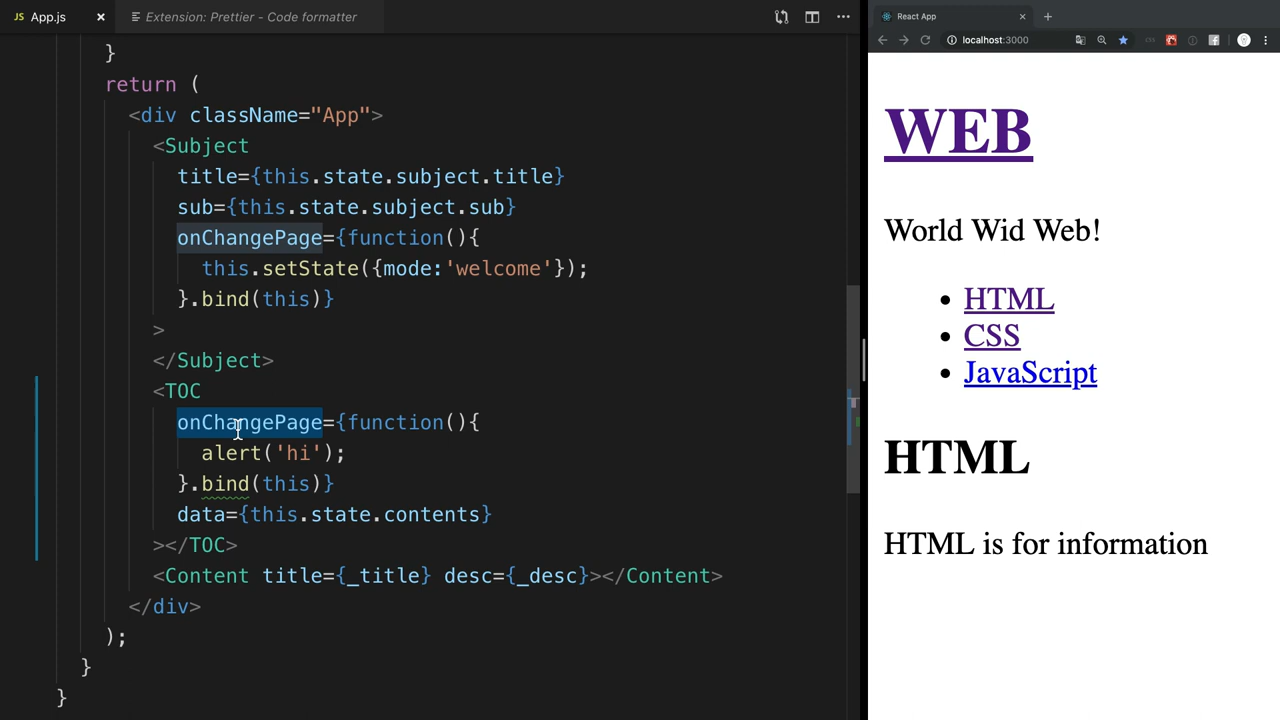 JS App.js ×
Extension: Prettier - Code formatter
}
return (
<div className="App">
<Subject
title={this.state.subject.title}
sub={this.state.subject.sub}
onChangePage={function(){
this.setState({mode:'welcome'});
}.bind(this)}
>
</Subject>
<TOC
onChangePage={function(){
alert('hi');
}.bind(this)}
data={this.state.contents}
></TOC>
<Content title={_title} desc={_desc}></Content>
</div>
);
}
}
React App
localhost:3000
WEB
World Wid Web!
HTML
CSS
JavaScript
HTML
HTML is for information